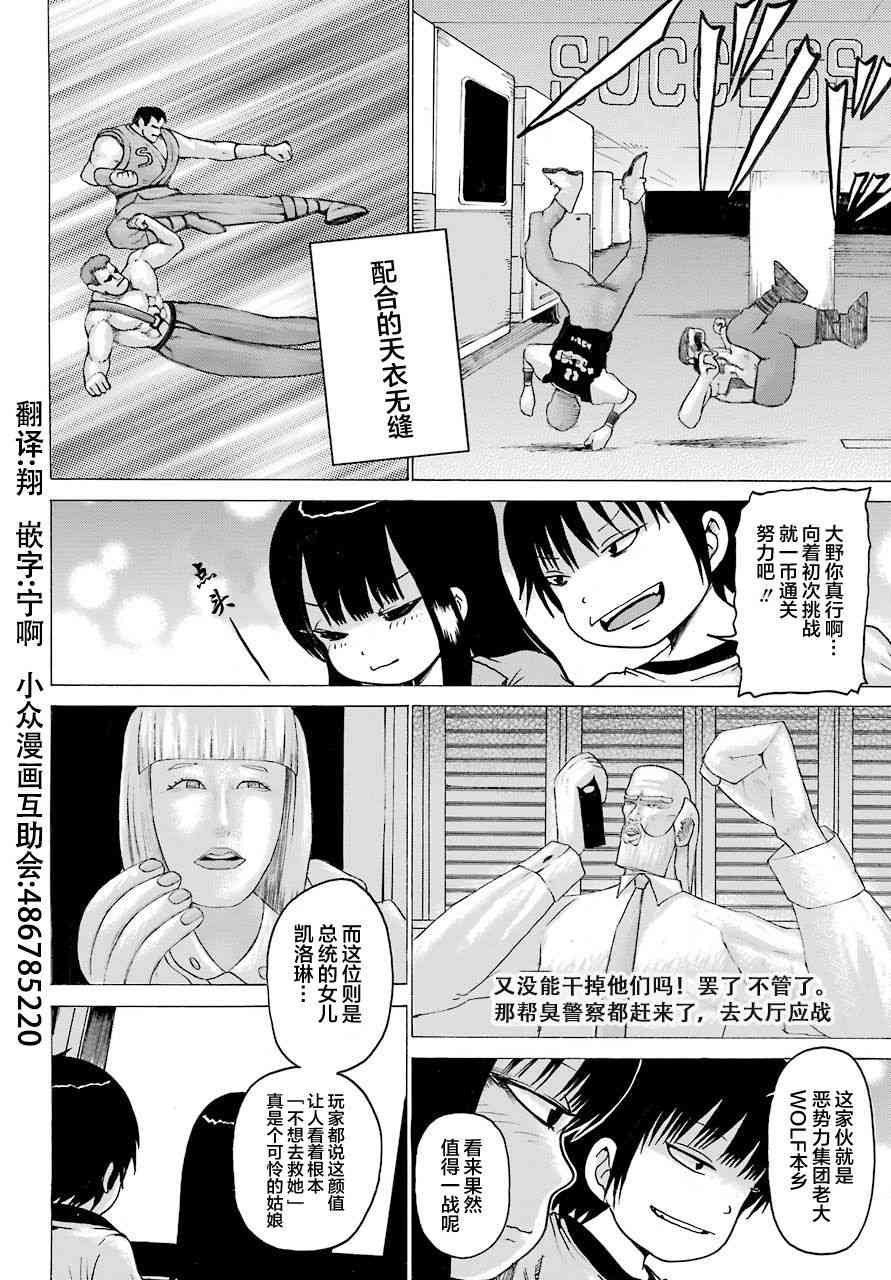 SUCCESS
配合的天衣无缝
大野你真行啊…
向着初次挑战
就一币通关
努力吧!!
点头
又没能干掉他们吗！罢了 不管了。
那帮臭警察都赶来了，去大厅应战
而这位则是
总统的女儿
凯洛琳…
这家伙就是
恶势力集团老大
WOLF本乡
看来果然
值得一战呢
玩家都说这颜值
让人看着根本
「不想去救她」
真是个可怜的姑娘
翻译:翔 嵌字:宁啊 小众漫画互助会:486785220
S